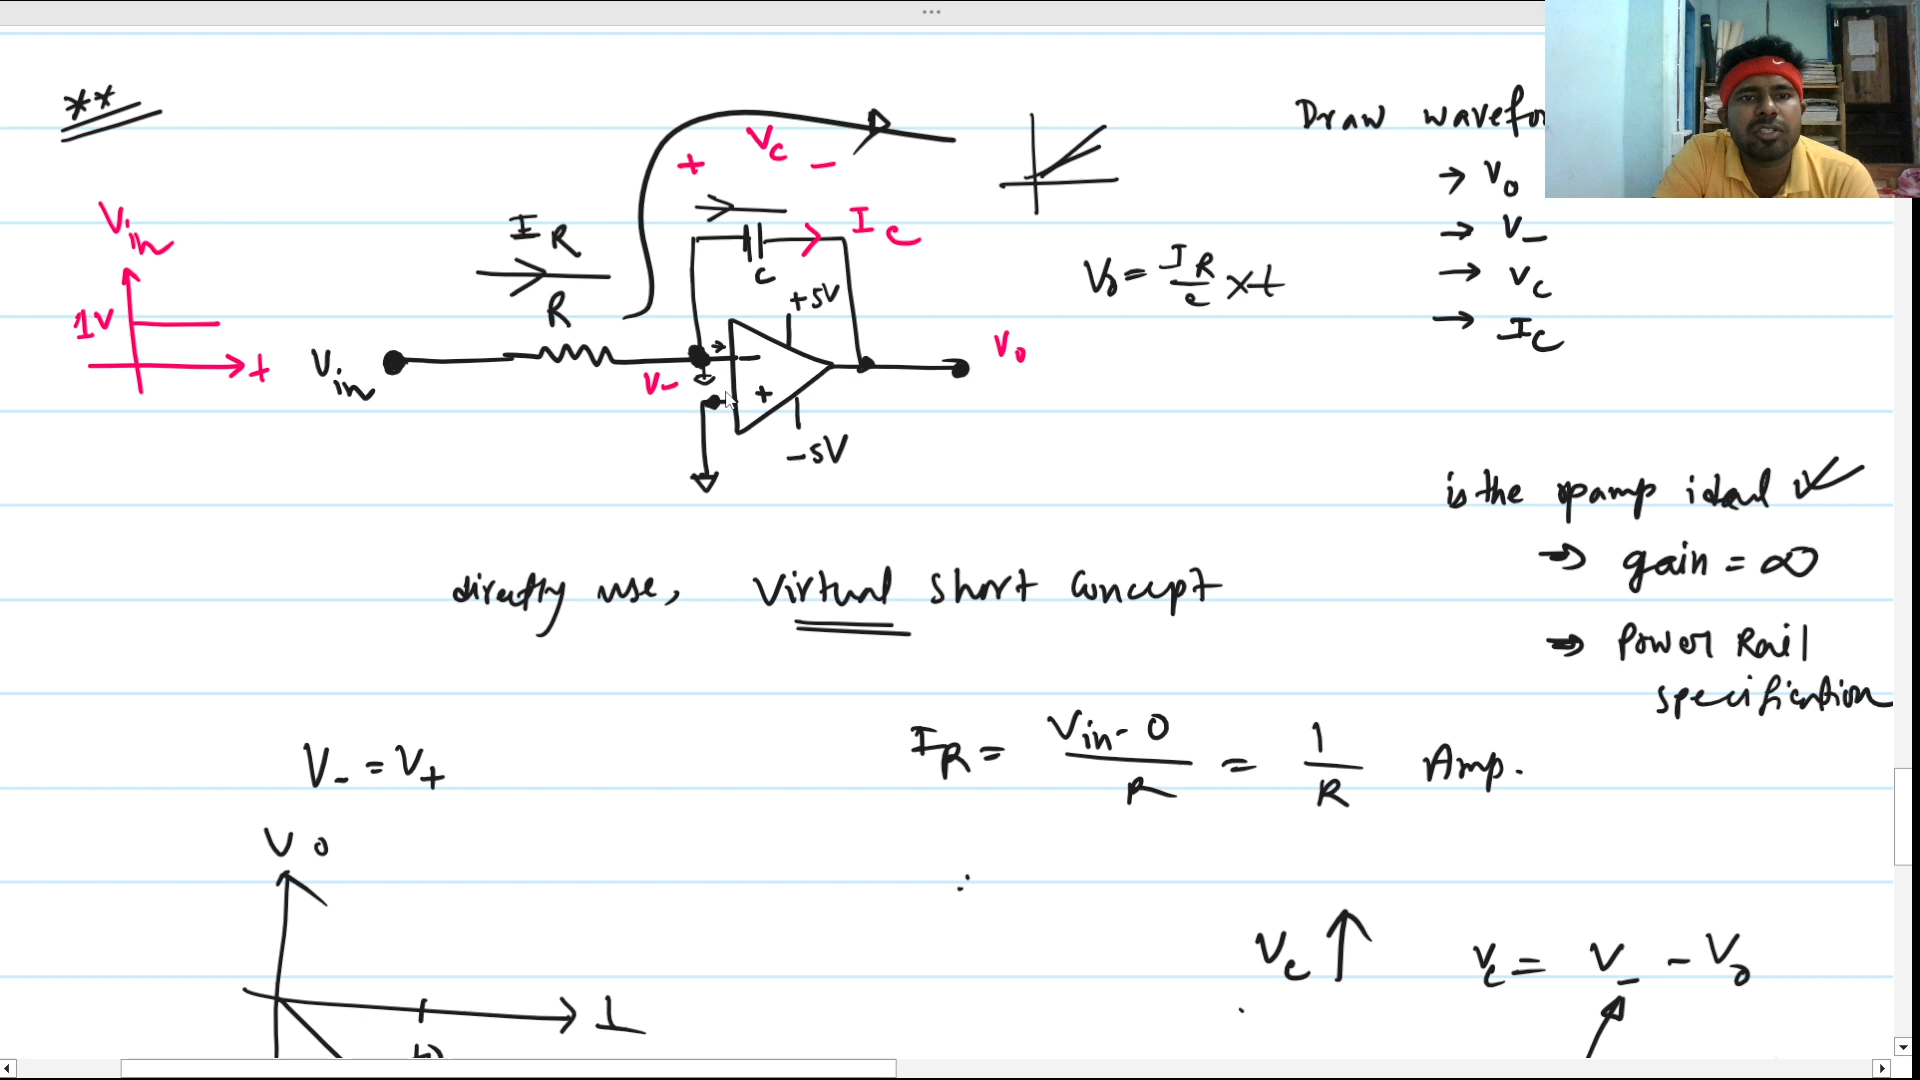 **
Draw wavefo
→ Vo
→ V-
→ Vc
→ Ic
Vin
1V
t
IR
R
Vin
+ Vc -
Ic
C
+5V
V-
-
+
-5V
Vo
Vo = IR/C × t
is the opamp ideal ✓
→ gain = ∞
→ Power Rail
specification
directly use, Virtual short Concept
V- = V+
IR = Vin - 0 / R = 1 / R Amp.
Vo
Vc ↑
Vc = V- - Vo